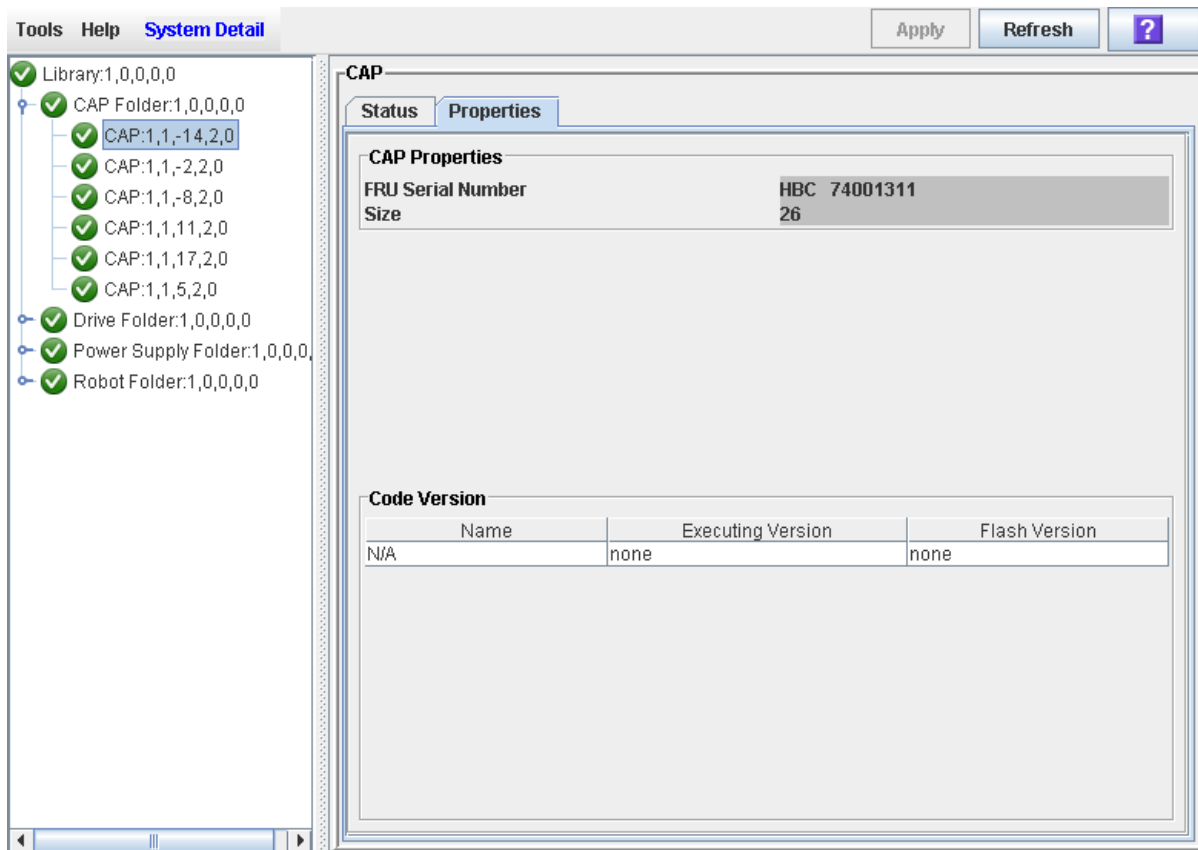 Tools Help System Detail Apply Refresh ?
Library:1,0,0,0,0
CAP Folder:1,0,0,0,0
CAP:1,1,-14,2,0
CAP:1,1,-2,2,0
CAP:1,1,-8,2,0
CAP:1,1,11,2,0
CAP:1,1,17,2,0
CAP:1,1,5,2,0
Drive Folder:1,0,0,0,0
Power Supply Folder:1,0,0,0,
Robot Folder:1,0,0,0,0
CAP
Status Properties
CAP Properties
FRU Serial Number HBC 74001311
Size 26
Code Version
Name Executing Version Flash Version
N/A none none